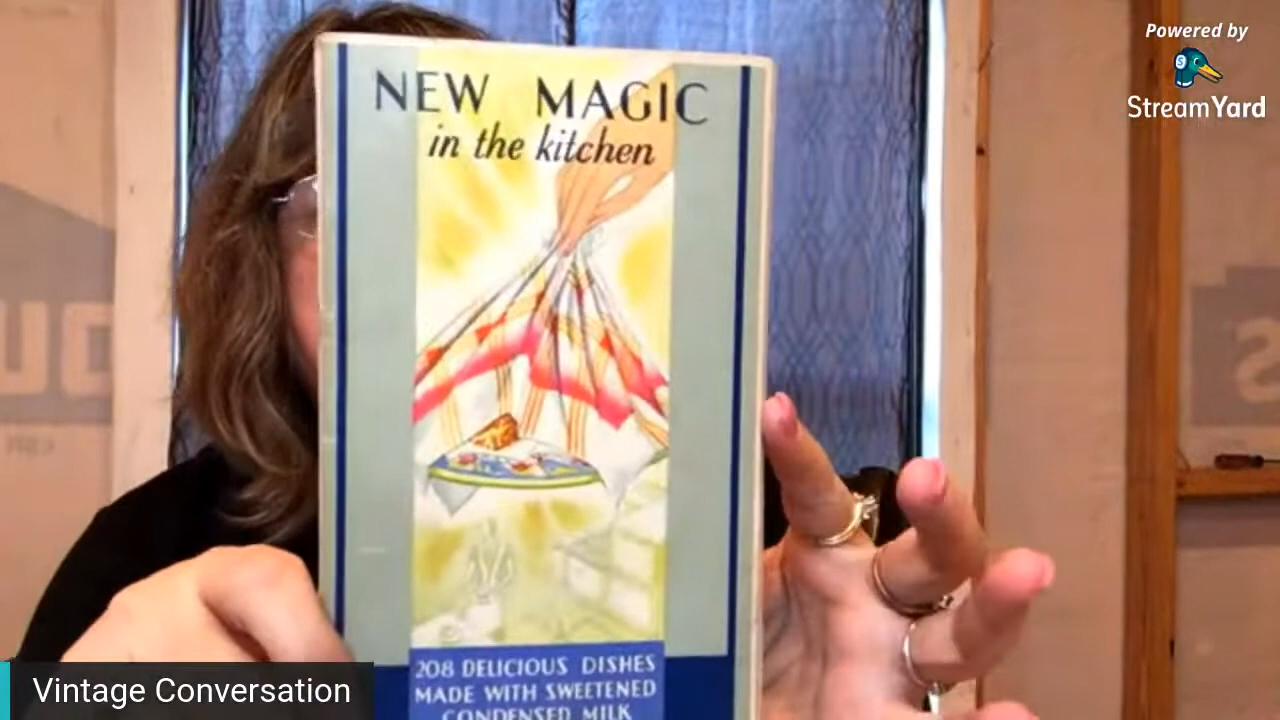 Powered by
StreamYard
NEW MAGIC
in the kitchen
208 DELICIOUS DISHES
MADE WITH SWEETENED
CONDENSED MILK
Vintage Conversation